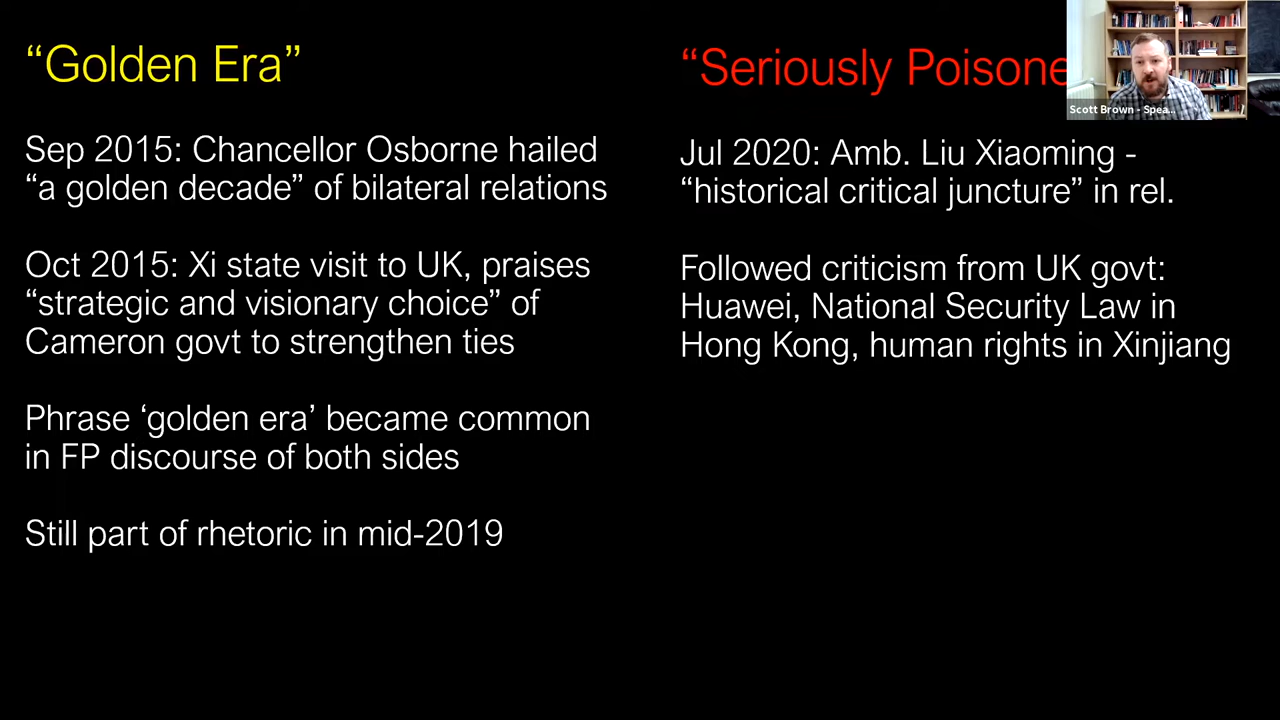 “Golden Era”
Sep 2015: Chancellor Osborne hailed
“a golden decade” of bilateral relations
Oct 2015: Xi state visit to UK, praises
“strategic and visionary choice” of
Cameron govt to strengthen ties
Phrase ‘golden era’ became common
in FP discourse of both sides
Still part of rhetoric in mid-2019
“Seriously Poisone
Jul 2020: Amb. Liu Xiaoming -
“historical critical juncture” in rel.
Followed criticism from UK govt:
Huawei, National Security Law in
Hong Kong, human rights in Xinjiang
Scott Brown - Spea...